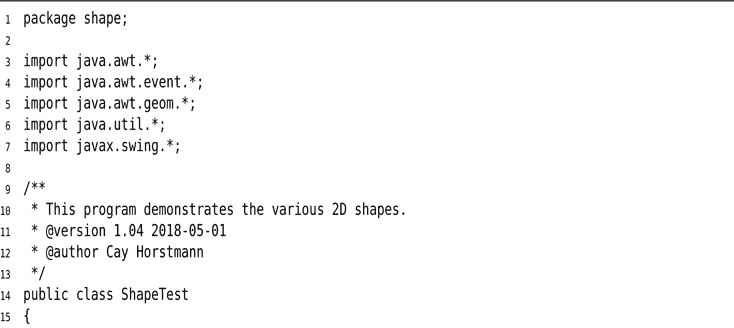 1 package shape;
2
3 import java.awt.*;
4 import java.awt.event.*;
5 import java.awt.geom.*;
6 import java.util.*;
7 import javax.swing.*;
8
9 /**
10  * This program demonstrates the various 2D shapes.
11  * @version 1.04 2018-05-01
12  * @author Cay Horstmann
13  */
14 public class ShapeTest
15 {